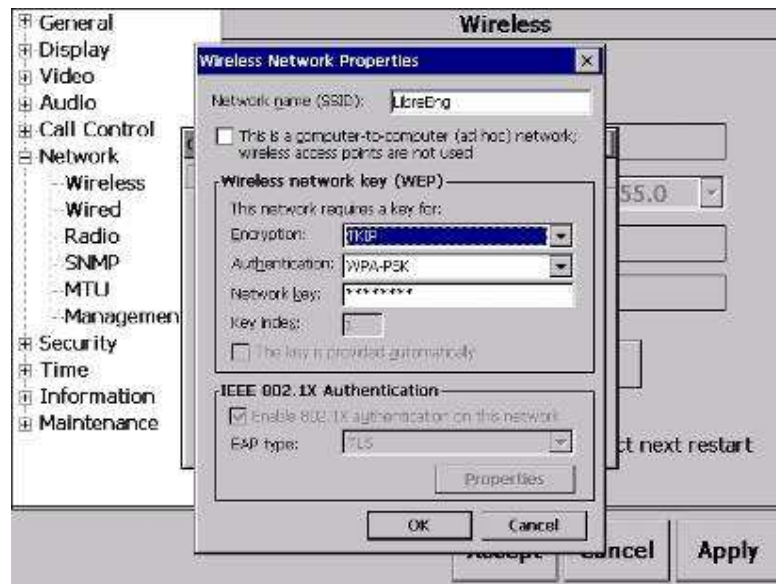 General
Display
Video
Audio
Call Control
Network
Wireless
Wired
Radio
SNMP
MTU
Managemen
Security
Time
Information
Maintenance
Wireless
Wireless Network Properties
Network name (SSID): LibreEng
This is a computer-to-computer (ad hoc) network;
wireless access points are not used
Wireless network key (WEP)
This network requires a key for:
Encryption: TKIP
Authentication: WPA-PSK
Network key: ********
Key index: 1
The key is provided automatically
IEEE 802.1X Authentication
Enable 802.1X authentication on this network
EAP type: TLS
Properties
OK Cancel
55.0
ct next restart
Accept Cancel Apply